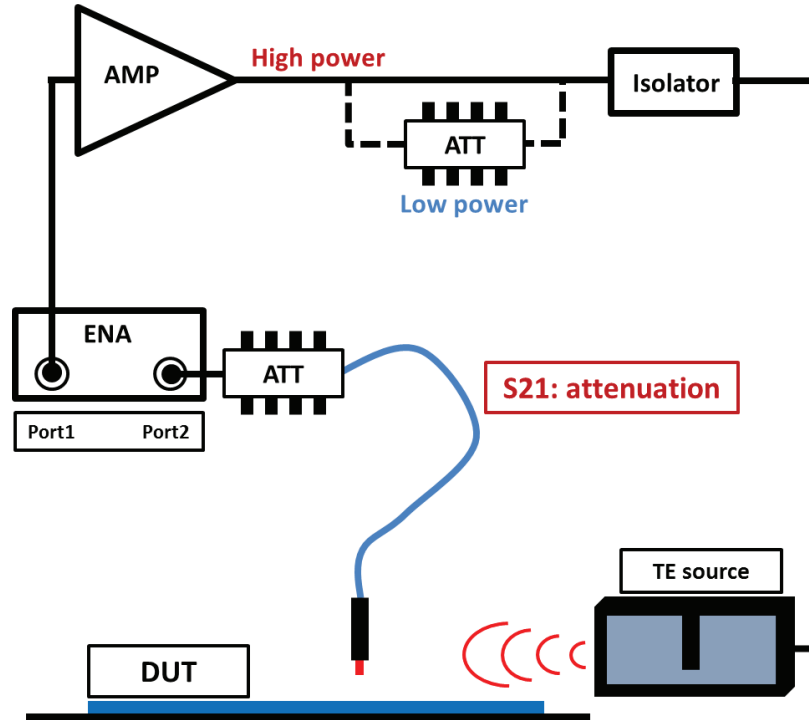 AMP
High power
Isolator
ATT
Low power
ENA
ATT
S21: attenuation
Port1 Port2
TE source
DUT